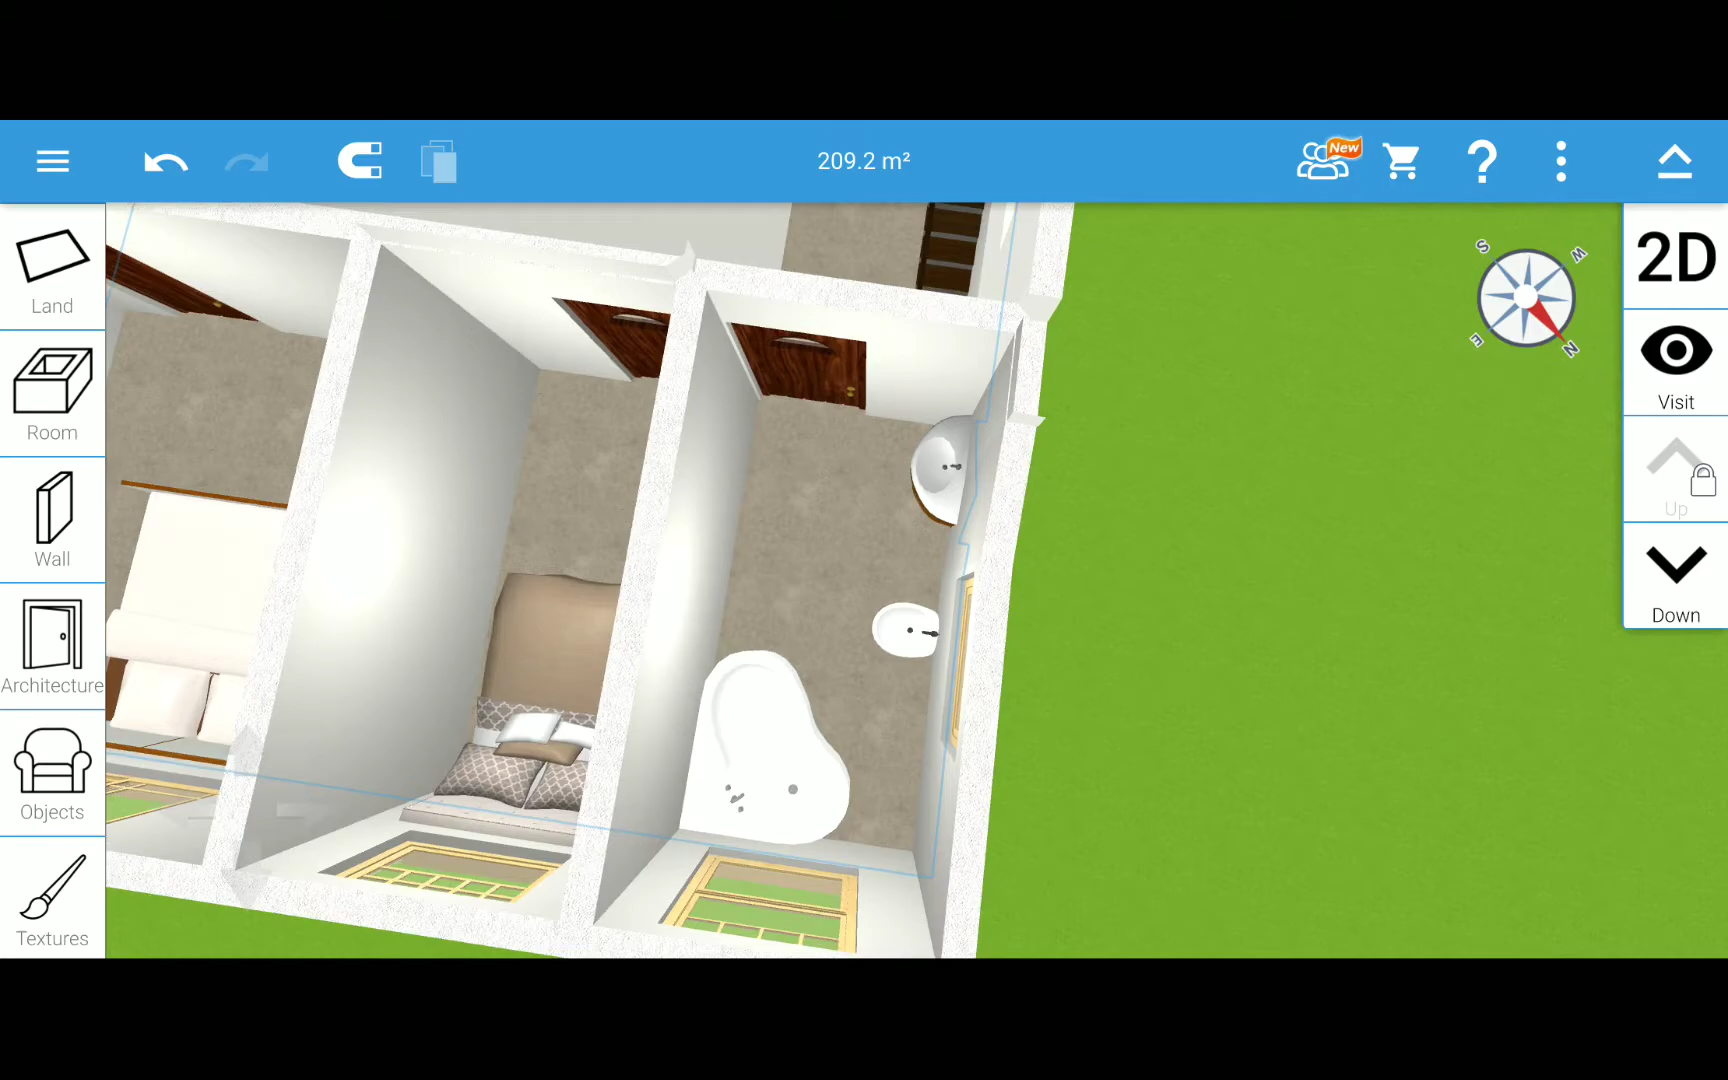 209.2 m²
New
Land
Room
Wall
Architecture
Objects
Textures
S
W
E
N
2D
Visit
Up
Down